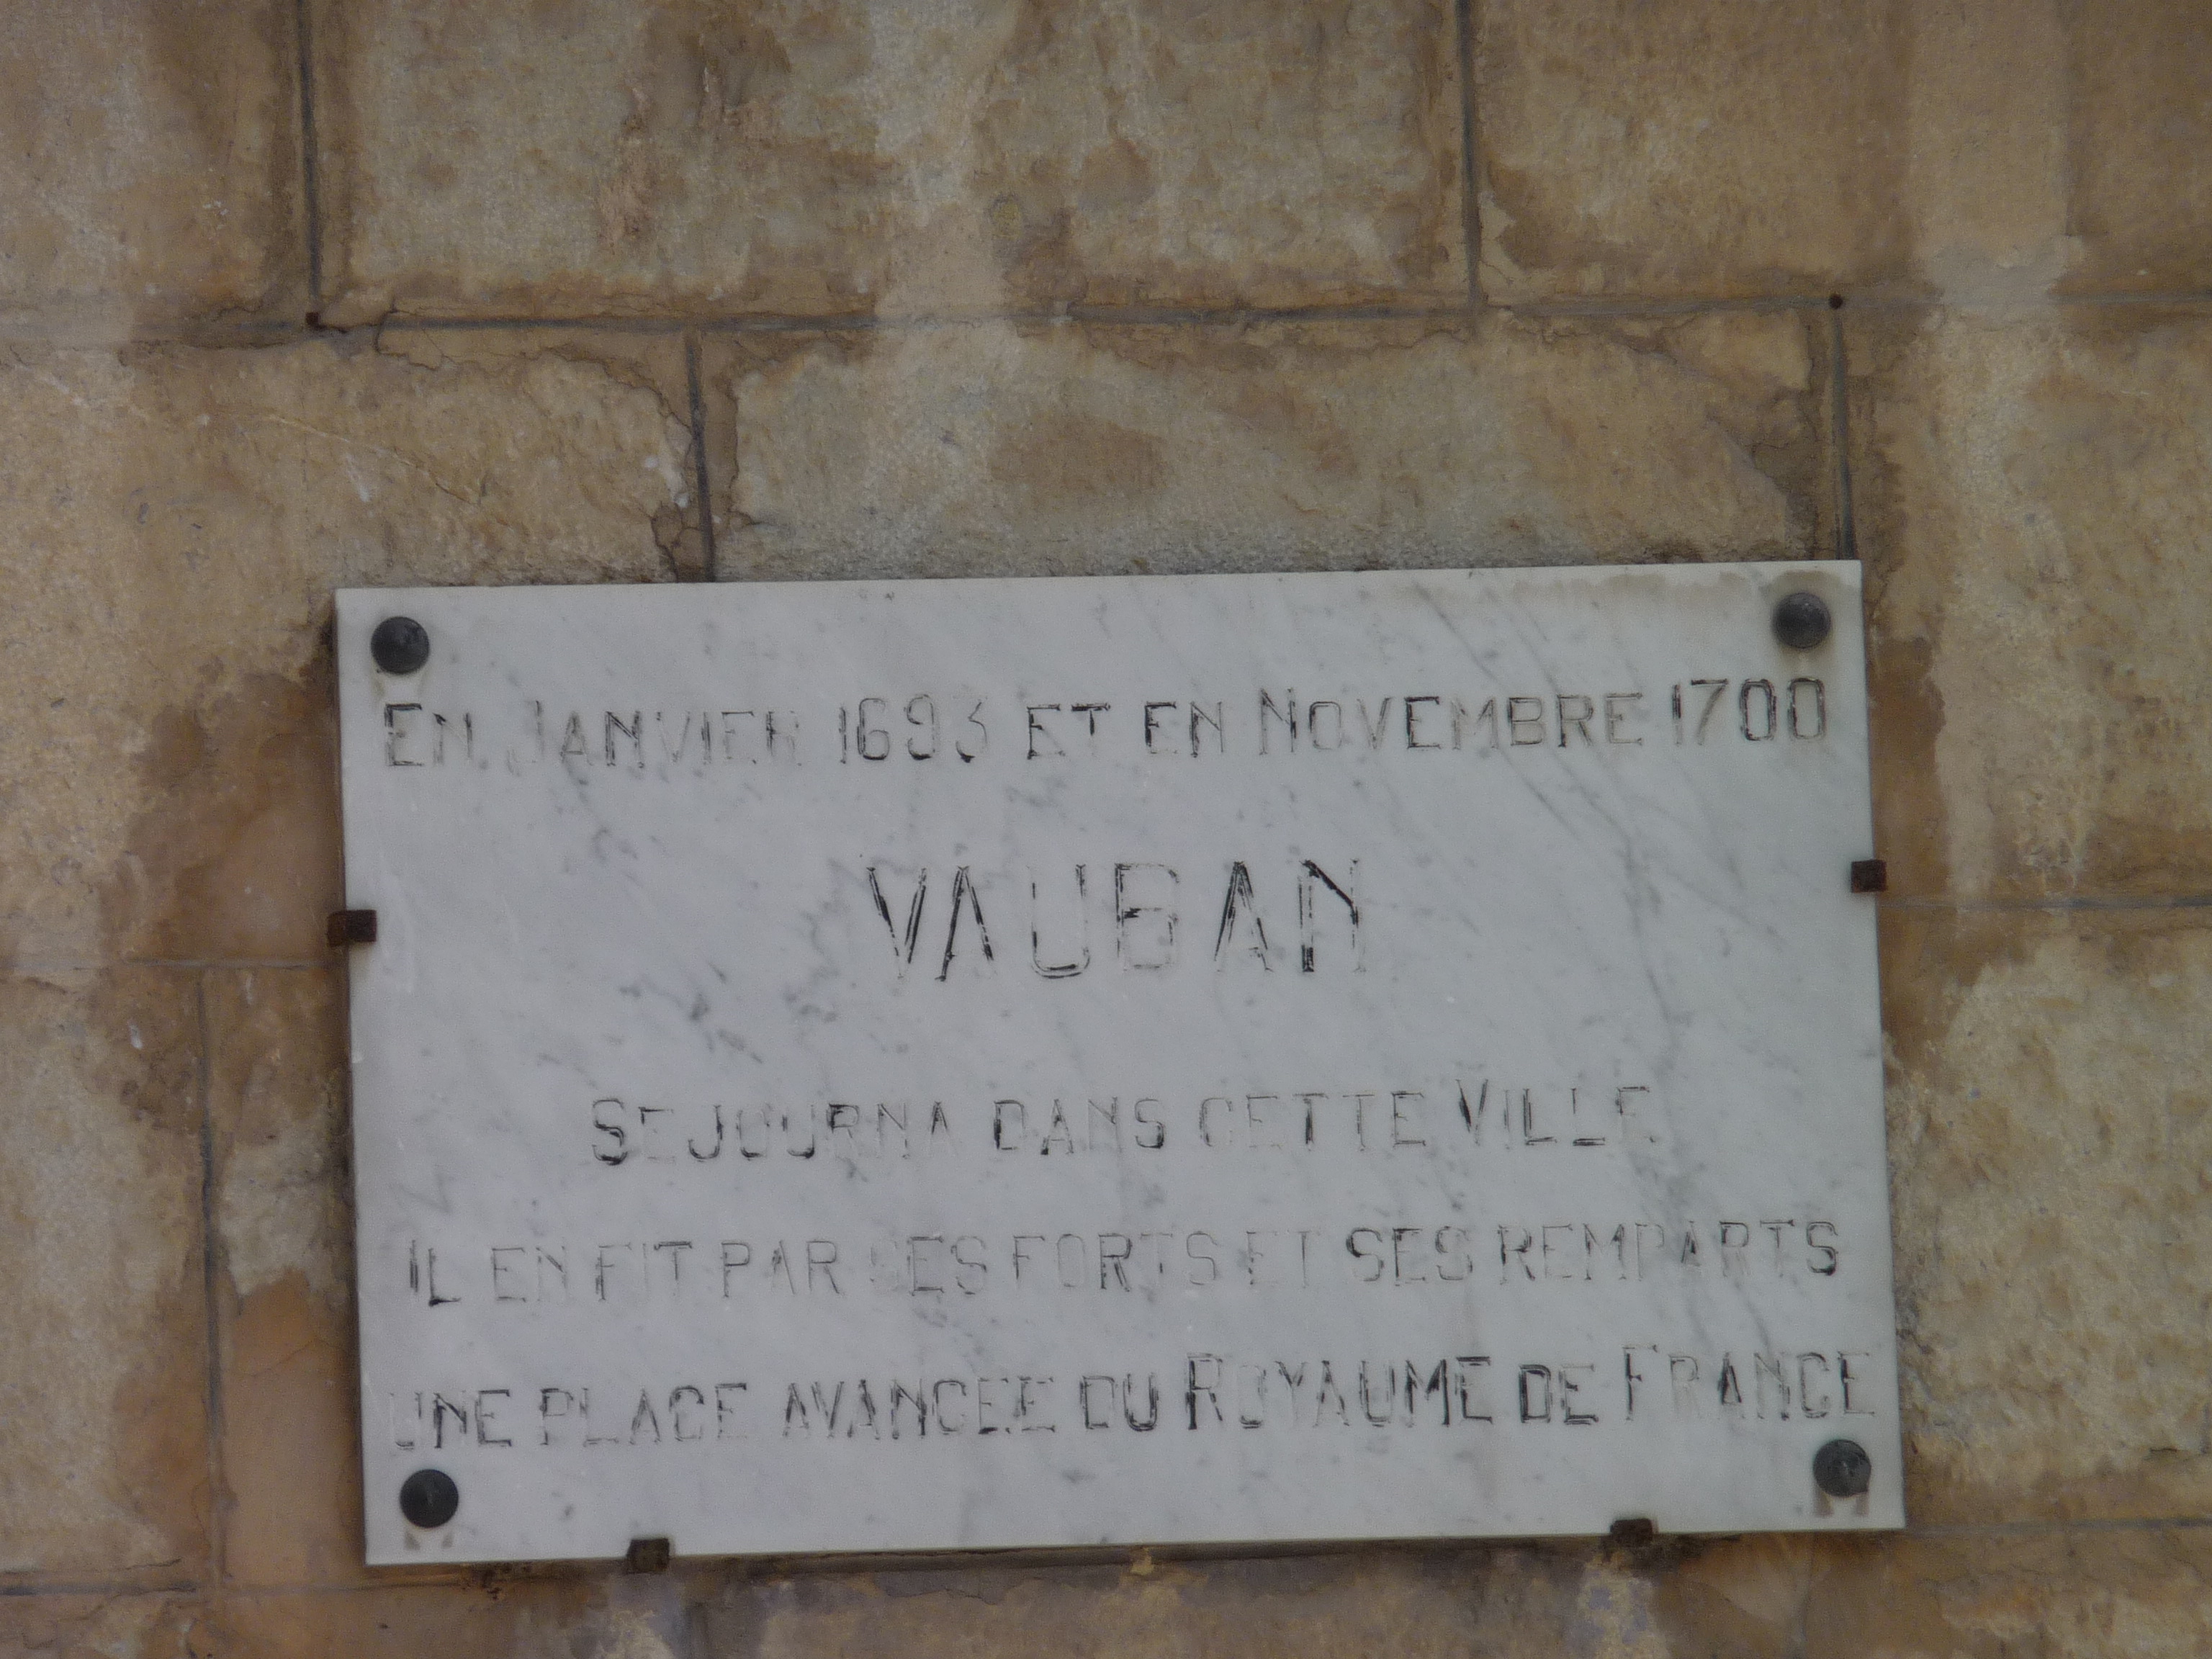 EN JANVIER 1693 ET EN NOVEMBRE 1700
VAUBAN
SEJOURNA DANS CETTE VILLE.
IL EN FIT PAR SES FORTS ET SES REMPARTS
UNE PLACE AVANCEE DU ROYAUME DE FRANCE